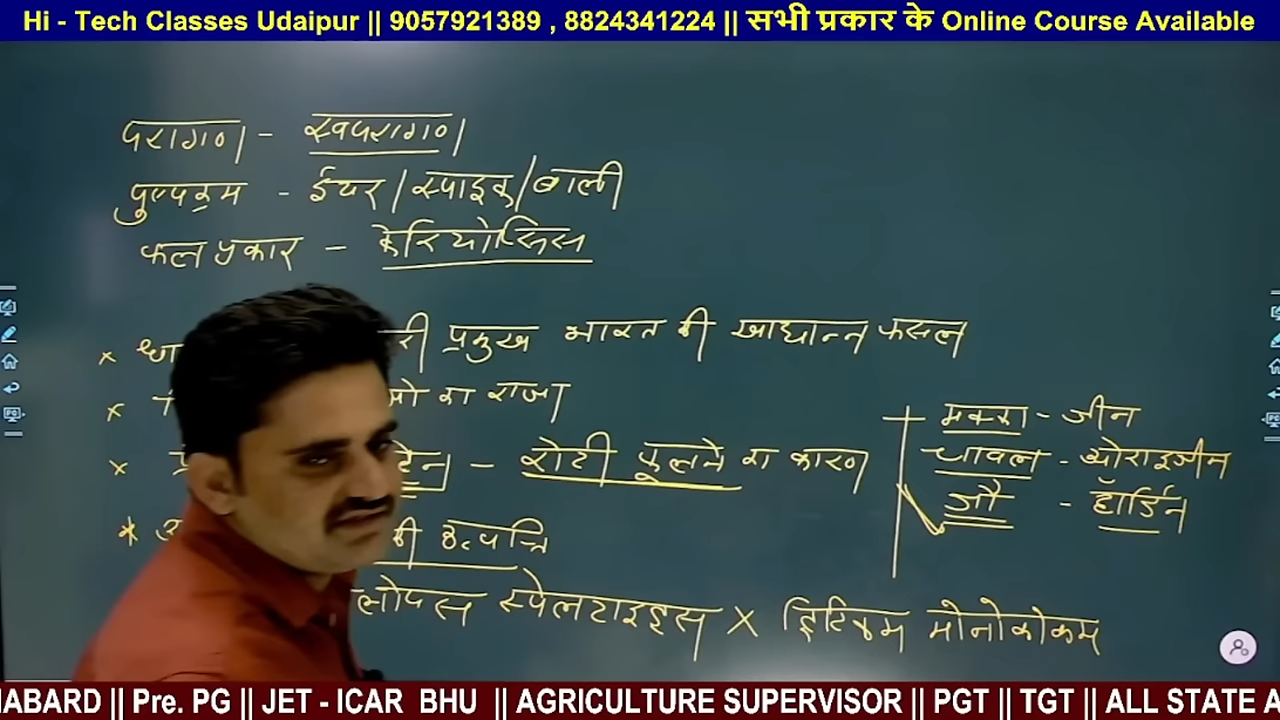 Hi - Tech Classes Udaipur || 9057921389 , 8824341224 || सभी प्रकार के Online Course Available
परागण - स्वपरागण
पुष्पक्रम - ईयर / स्पाइक / बाली
फल प्रकार - केरियोप्सिस
× धा री प्रमुख भारत की खाद्यान्न फसल
× का राजा
× टेन - रोटी फूलने का कारण
* की उत्पत्ति
लोपस स्पेलटाइड्स × ट्रिटिकम मोनोकोकम
मक्का - जीन
चावल - ओराइजीन
जौ - हॉर्डिन
NABARD || Pre. PG || JET - ICAR BHU || AGRICULTURE SUPERVISOR || PGT || TGT || ALL STATE A